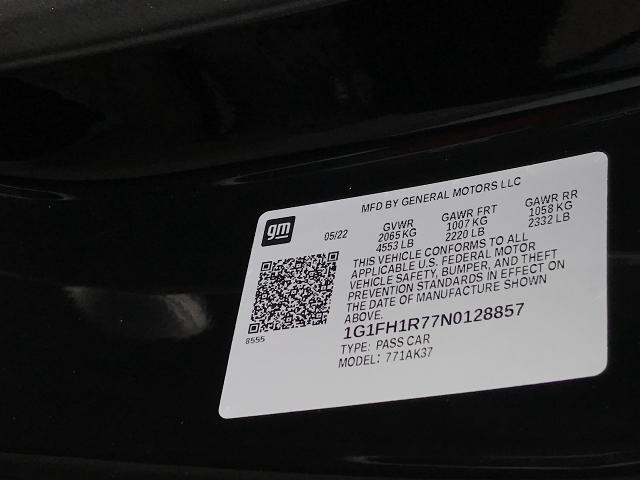 MFD BY GENERAL MOTORS LLC
gm
05/22
GVWR GAWR FRT GAWR RR
2065 KG 1007 KG 1058 KG
4553 LB 2220 LB 2332 LB
THIS VEHICLE CONFORMS TO ALL
APPLICABLE U.S. FEDERAL MOTOR
VEHICLE SAFETY, BUMPER, AND THEFT
PREVENTION STANDARDS IN EFFECT ON
THE DATE OF MANUFACTURE SHOWN
ABOVE.
8555
1G1FH1R77N0128857
TYPE: PASS CAR
MODEL: 771AK37